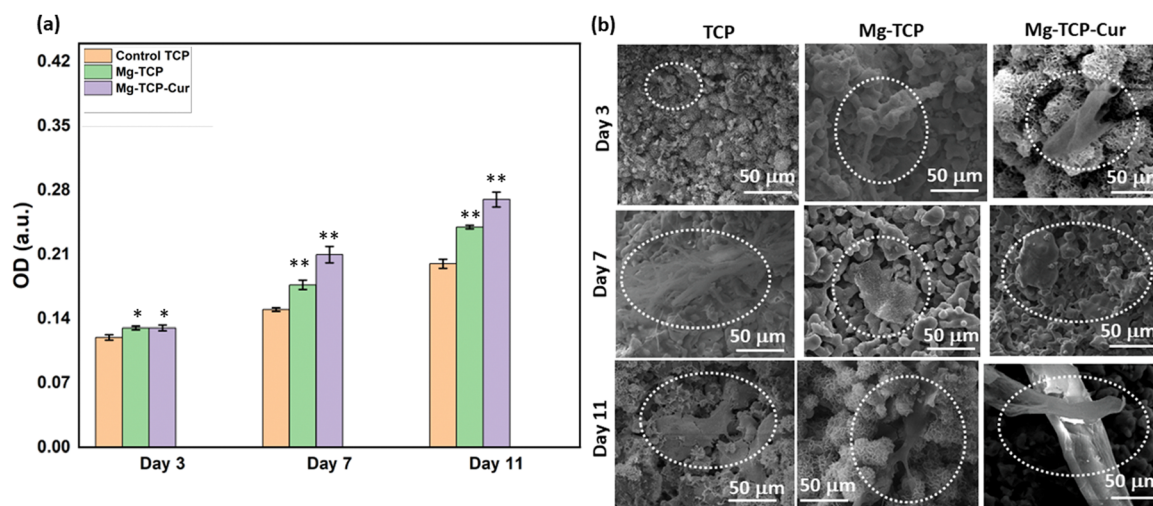 (a)
OD (a.u.)
0.42
0.35
0.28
0.21
0.14
0.07
0.00
Control TCP
Mg-TCP
Mg-TCP-Cur
* *
** **
** **
Day 3 Day 7 Day 11
(b)
TCP Mg-TCP Mg-TCP-Cur
Day 3
50 μm 50 μm 50 μm
Day 7
50 μm 50 μm 50 μm
Day 11
50 μm 50 μm 50 μm